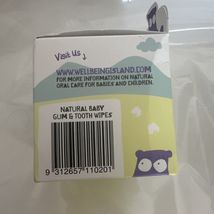 Visit Us
WWW.WELLBEINGISLAND.COM
FOR MORE INFORMATION ON NATURAL
ORAL CARE FOR BABIES AND CHILDREN.
NATURAL BABY
GUM & TOOTH WIPES
9 312657 110201